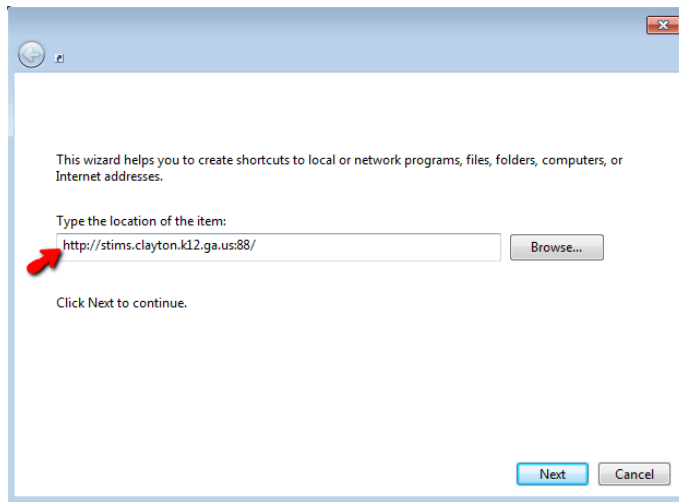 This wizard helps you to create shortcuts to local or network programs, files, folders, computers, or
Internet addresses.
Type the location of the item:
http://stims.clayton.k12.ga.us:88/
Browse...
Click Next to continue.
Next
Cancel